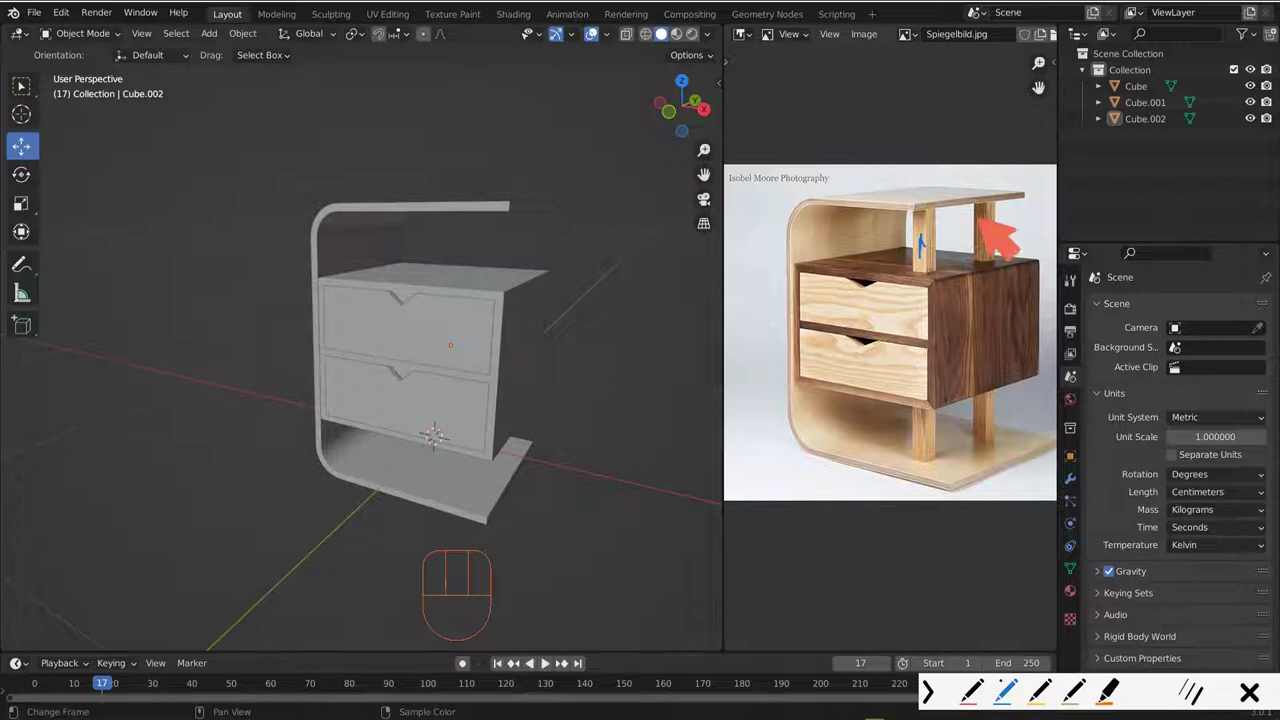 File Edit Render Window Help Layout Modeling Sculpting UV Editing Texture Paint Shading Animation Rendering Compositing Geometry Nodes Scripting + Scene ViewLayer
Object Mode View Select Add Object Global View View Image Spiegelbild.jpg
Orientation: Default Drag: Select Box Options
User Perspective
(17) Collection | Cube.002
Z
Y
X
Isobel Moore Photography
Scene Collection
Collection
Cube
Cube.001
Cube.002
Scene
Scene
Camera
Background S...
Active Clip
Units
Unit System Metric
Unit Scale 1.000000
Separate Units
Rotation Degrees
Length Centimeters
Mass Kilograms
Time Seconds
Temperature Kelvin
Gravity
Keying Sets
Audio
Rigid Body World
Custom Properties
Playback Keying View Marker 17 Start 1 End 250
0 10 17 20 30 40 50 60 70 80 90 100 110 120 130 140 150 160 170 180 190 200 210 220
Change Frame Pan View Sample Color 3.0.1